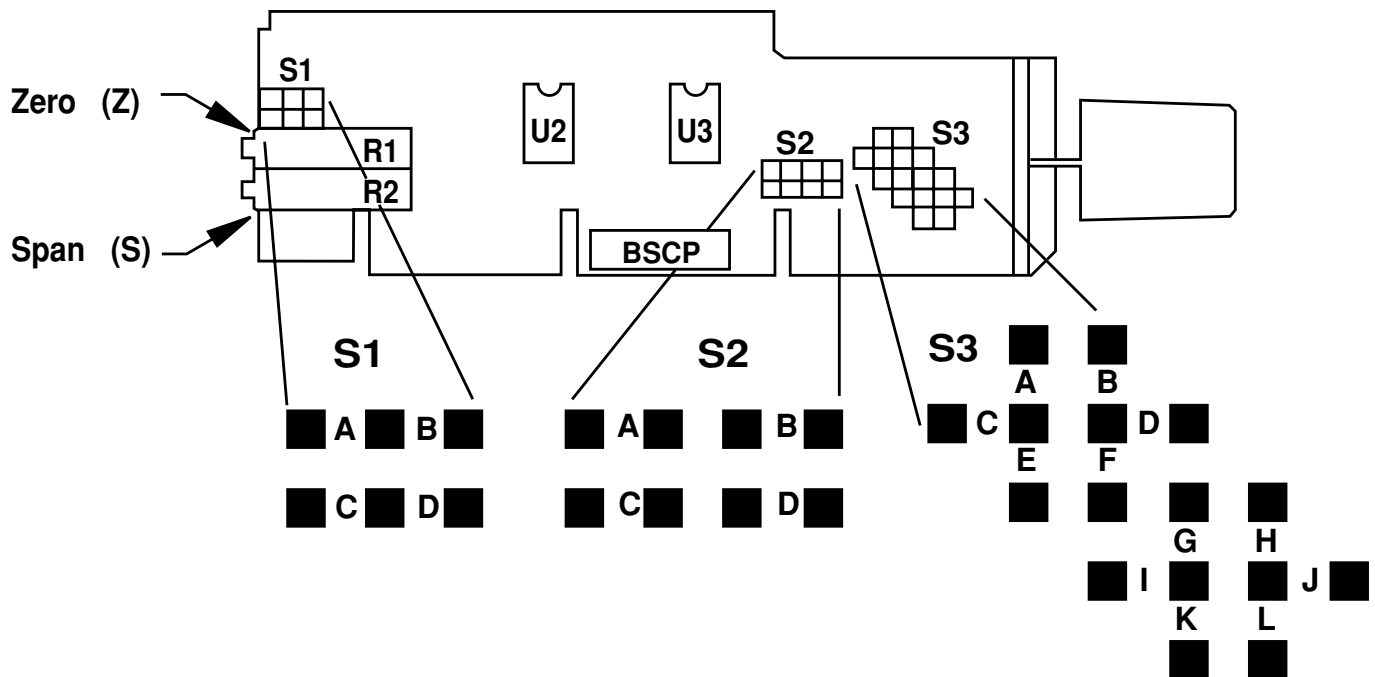 S1
Zero (Z)
U2
U3
S2
S3
R1
R2
Span (S)
BSCP
S1
S2
S3
A
B
A B
A B
C D
E F
C D
C D
G H
I J
K L